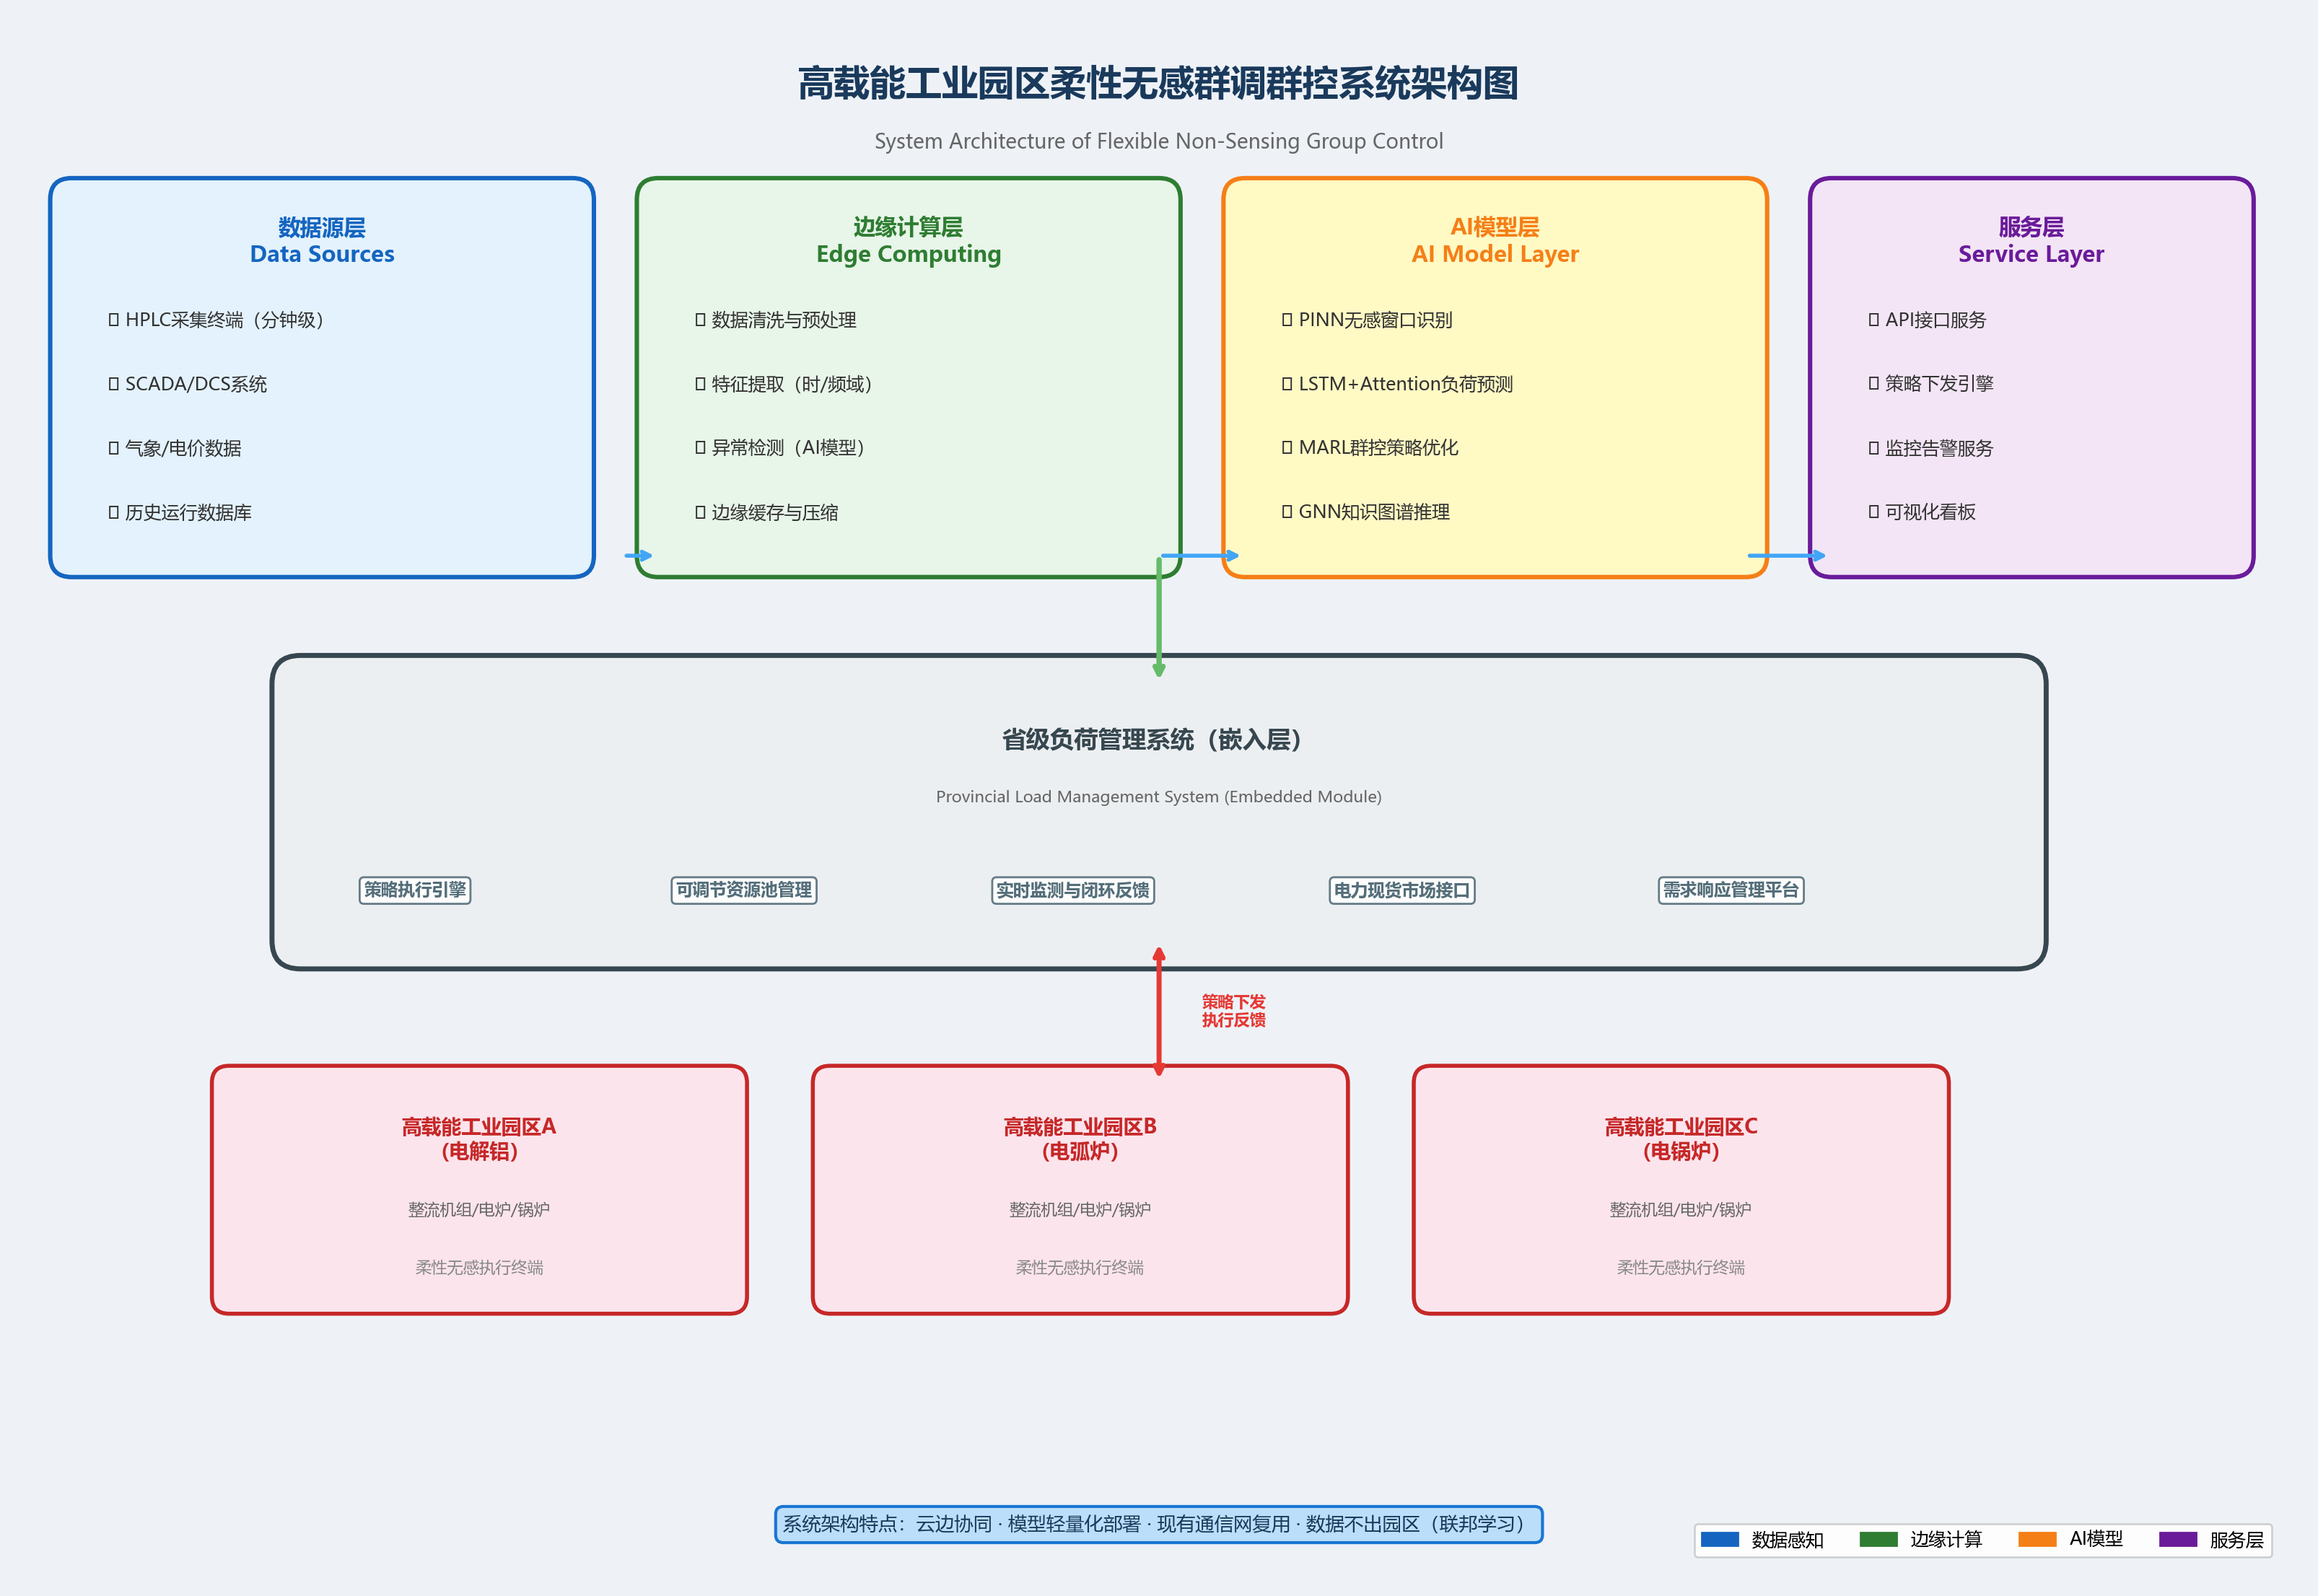 高载能工业园区柔性无感群调群控系统架构图
System Architecture of Flexible Non-Sensing Group Control
数据源层
Data Sources
▯ HPLC采集终端（分钟级）
▯ SCADA/DCS系统
▯ 气象/电价数据
▯ 历史运行数据库
边缘计算层
Edge Computing
▯ 数据清洗与预处理
▯ 特征提取（时/频域）
▯ 异常检测（AI模型）
▯ 边缘缓存与压缩
AI模型层
AI Model Layer
▯ PINN无感窗口识别
▯ LSTM+Attention负荷预测
▯ MARL群控策略优化
▯ GNN知识图谱推理
服务层
Service Layer
▯ API接口服务
▯ 策略下发引擎
▯ 监控告警服务
▯ 可视化看板
省级负荷管理系统（嵌入层）
Provincial Load Management System (Embedded Module)
策略执行引擎
可调节资源池管理
实时监测与闭环反馈
电力现货市场接口
需求响应管理平台
策略下发
执行反馈
高载能工业园区A
(电解铝)
整流机组/电炉/锅炉
柔性无感执行终端
高载能工业园区B
(电弧炉)
整流机组/电炉/锅炉
柔性无感执行终端
高载能工业园区C
(电锅炉)
整流机组/电炉/锅炉
柔性无感执行终端
系统架构特点：云边协同 · 模型轻量化部署 · 现有通信网复用 · 数据不出园区（联邦学习）
数据感知
边缘计算
AI模型
服务层